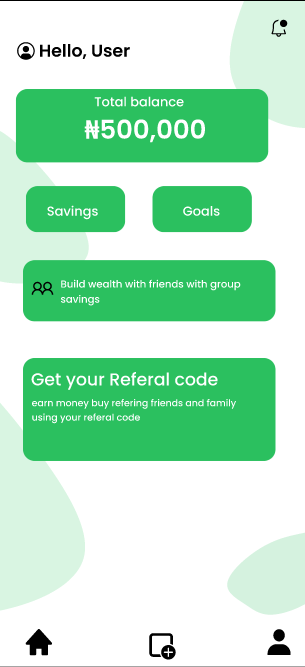 Hello, User
Total balance
₦500,000
Savings
Goals
Build wealth with friends with group
savings
Get your Referal code
earn money buy refering friends and family
using your referal code